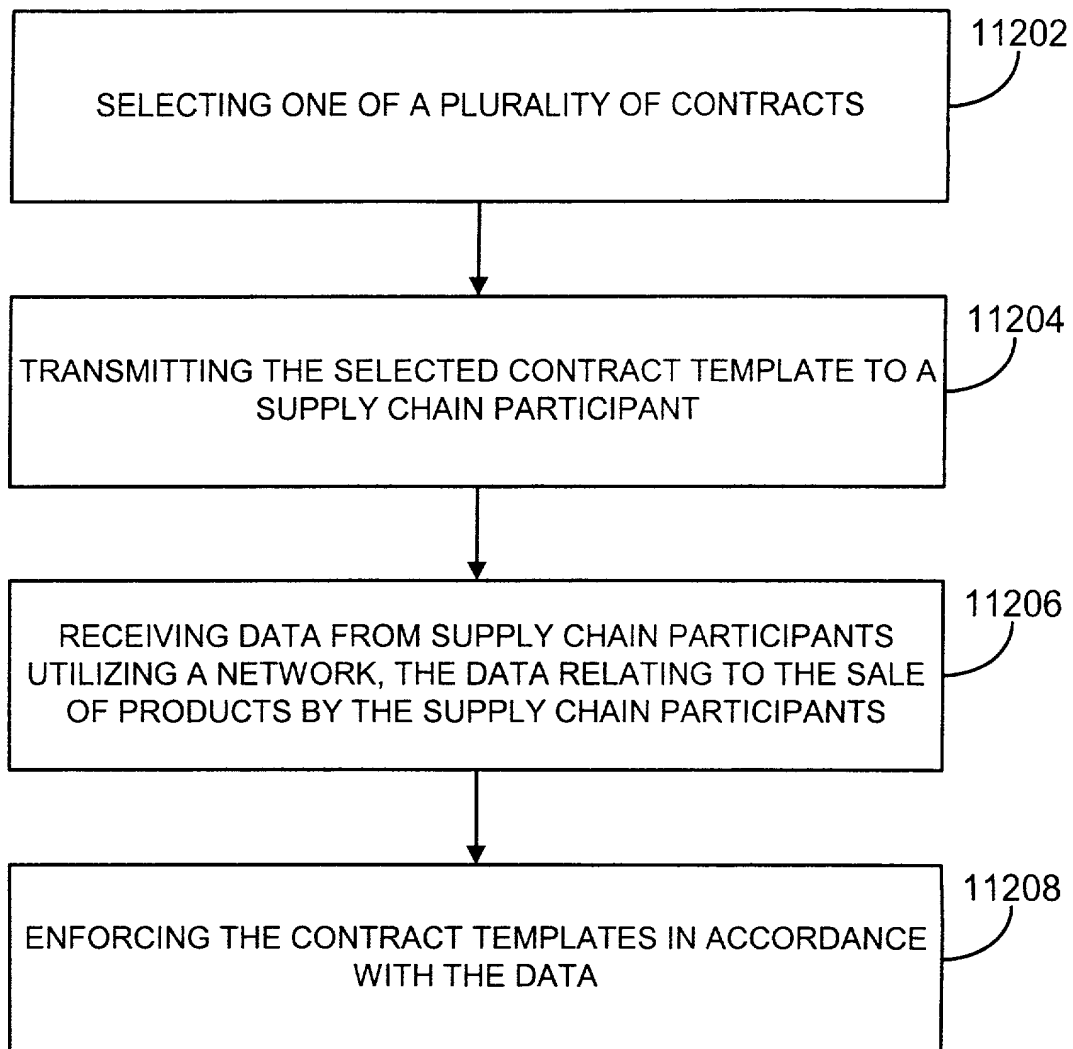 11202
SELECTING ONE OF A PLURALITY OF CONTRACTS
11204
TRANSMITTING THE SELECTED CONTRACT TEMPLATE TO A
SUPPLY CHAIN PARTICIPANT
11206
RECEIVING DATA FROM SUPPLY CHAIN PARTICIPANTS
UTILIZING A NETWORK, THE DATA RELATING TO THE SALE
OF PRODUCTS BY THE SUPPLY CHAIN PARTICIPANTS
11208
ENFORCING THE CONTRACT TEMPLATES IN ACCORDANCE
WITH THE DATA